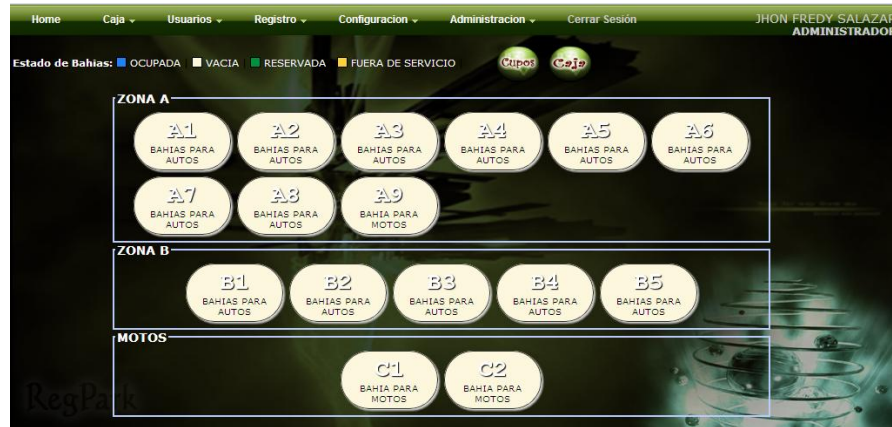 Home Caja Usuarios Registro Configuracion Administracion Cerrar Sesión JHON FREDY SALAZAR
ADMINISTRADOR
Estado de Bahias: OCUPADA VACIA RESERVADA FUERA DE SERVICIO Cupos Caja
ZONA A
A1 A2 A3 A4 A5 A6
BAHIAS PARA BAHIAS PARA BAHIAS PARA BAHIAS PARA BAHIAS PARA BAHIAS PARA
AUTOS AUTOS AUTOS AUTOS AUTOS AUTOS
A7 A8 A9
BAHIAS PARA BAHIAS PARA BAHIA PARA
AUTOS AUTOS MOTOS
ZONA B
B1 B2 B3 B4 B5
BAHIAS PARA BAHIAS PARA BAHIAS PARA BAHIAS PARA BAHIAS PARA
AUTOS AUTOS AUTOS AUTOS AUTOS
MOTOS
C1 C2
BAHIA PARA BAHIA PARA
MOTOS MOTOS
RegPark